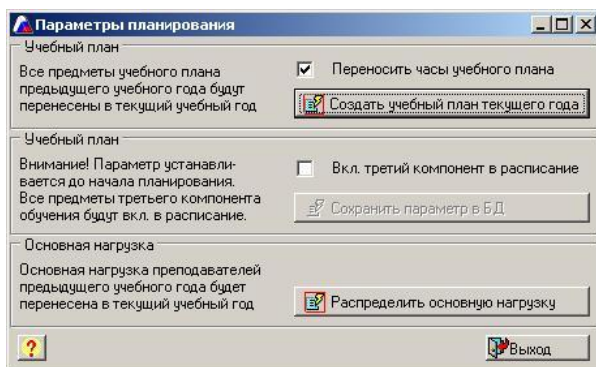 Параметры планирования
Учебный план
Все предметы учебного плана
предыдущего учебного года будут
перенесены в текущий учебный год
Переносить часы учебного плана
Создать учебный план текущего года
Учебный план
Внимание! Параметр устанавли-
вается до начала планирования.
Все предметы третьего компонента
обучения будут вкл. в расписание.
Вкл. третий компонент в расписание
Сохранить параметр в БД
Основная нагрузка
Основная нагрузка преподавателей
предыдущего учебного года будет
перенесена в текущий учебный год
Распределить основную нагрузку
?
Выход